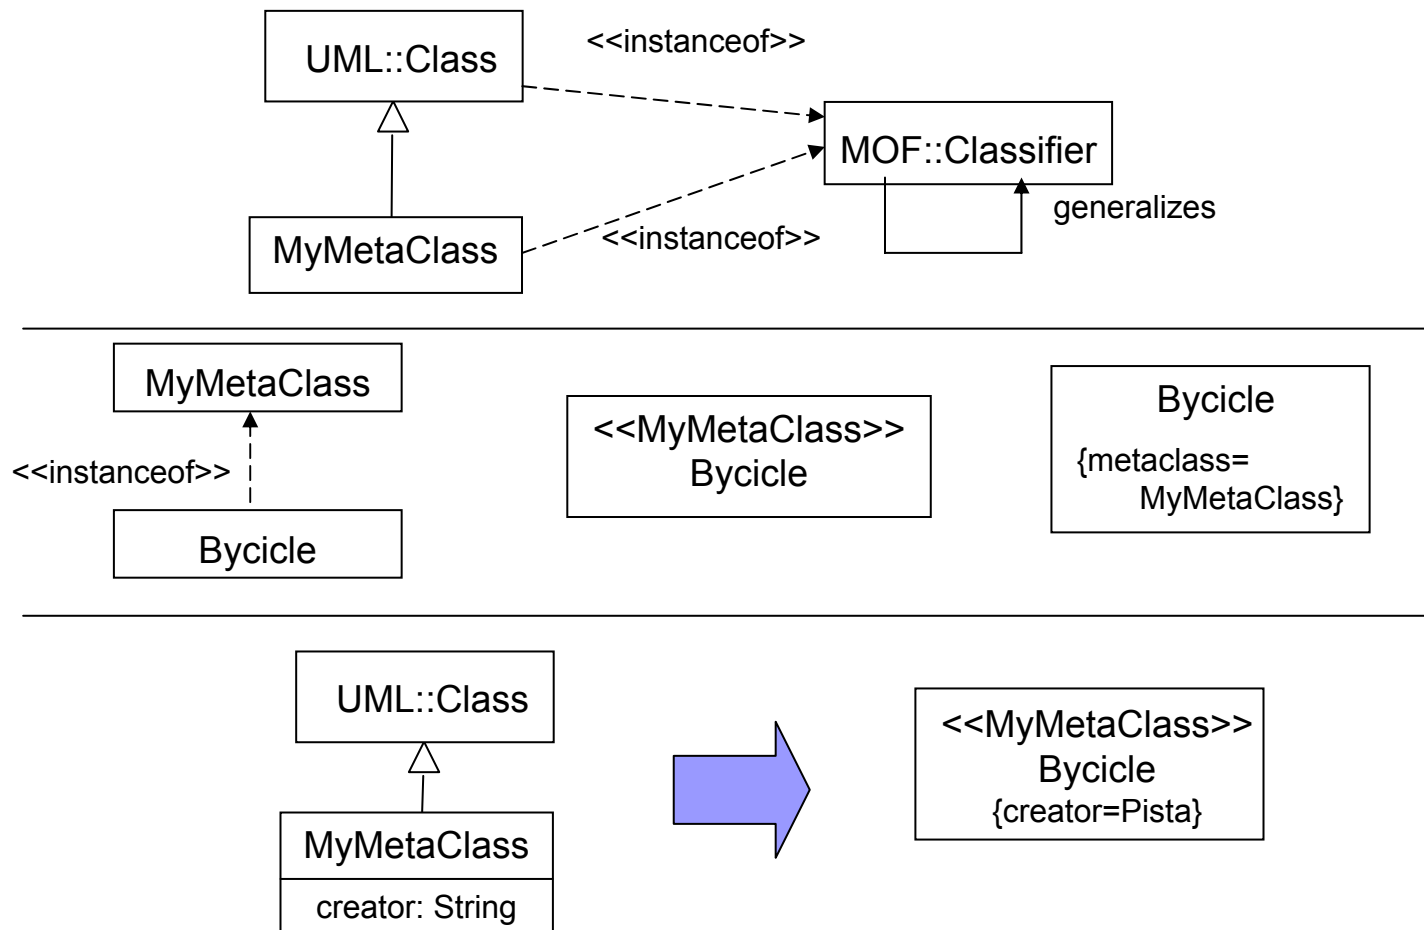 UML::Class
<<instanceof>>
MOF::Classifier
generalizes
MyMetaClass
<<instanceof>>
MyMetaClass
<<instanceof>>
Bycicle
<<MyMetaClass>>
Bycicle
Bycicle
{metaclass=
MyMetaClass}
UML::Class
MyMetaClass
creator: String
<<MyMetaClass>>
Bycicle
{creator=Pista}